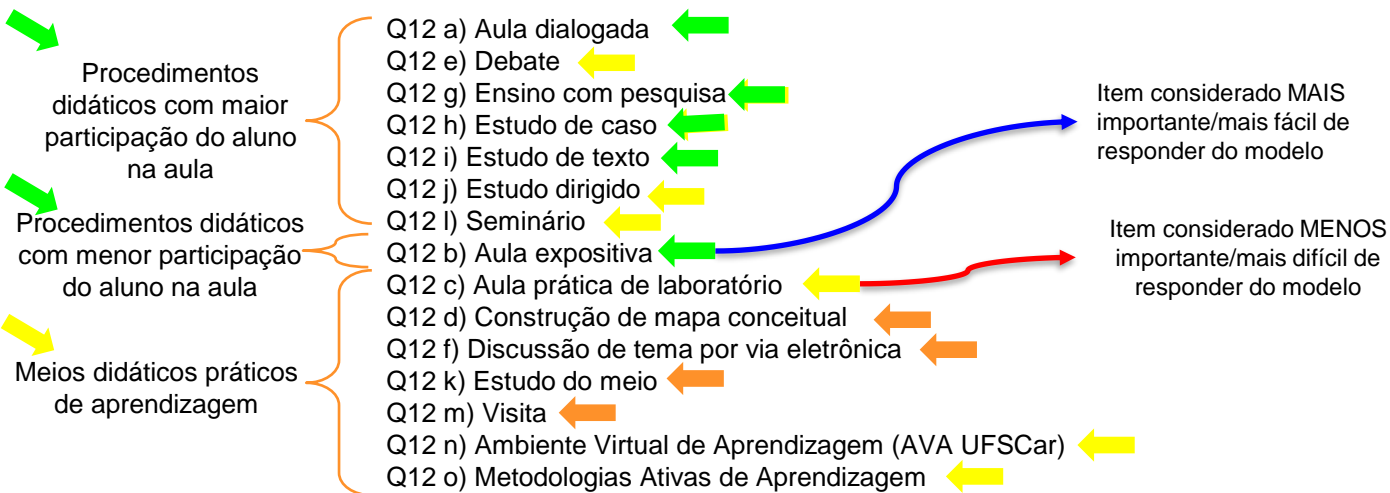 Procedimentos
didáticos com maior
participação do aluno
na aula
Procedimentos didáticos
com menor participação
do aluno na aula
Meios didáticos práticos
de aprendizagem
Q12 a) Aula dialogada
Q12 e) Debate
Q12 g) Ensino com pesquisa
Q12 h) Estudo de caso
Q12 i) Estudo de texto
Q12 j) Estudo dirigido
Q12 l) Seminário
Q12 b) Aula expositiva
Q12 c) Aula prática de laboratório
Q12 d) Construção de mapa conceitual
Q12 f) Discussão de tema por via eletrônica
Q12 k) Estudo do meio
Q12 m) Visita
Q12 n) Ambiente Virtual de Aprendizagem (AVA UFSCar)
Q12 o) Metodologias Ativas de Aprendizagem
Item considerado MAIS
importante/mais fácil de
responder do modelo
Item considerado MENOS
importante/mais difícil de
responder do modelo